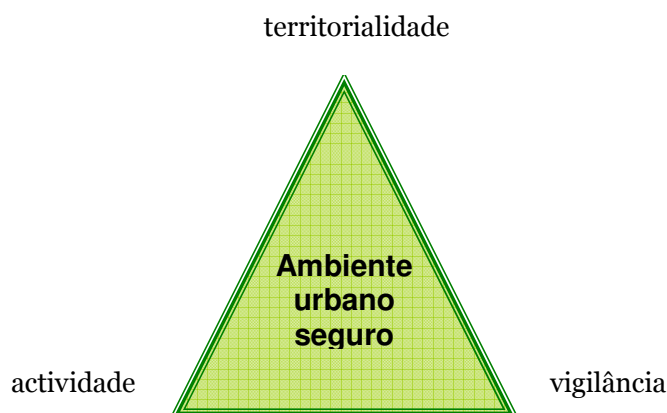 territorialidade
Ambiente
urbano
seguro
actividade
vigilância